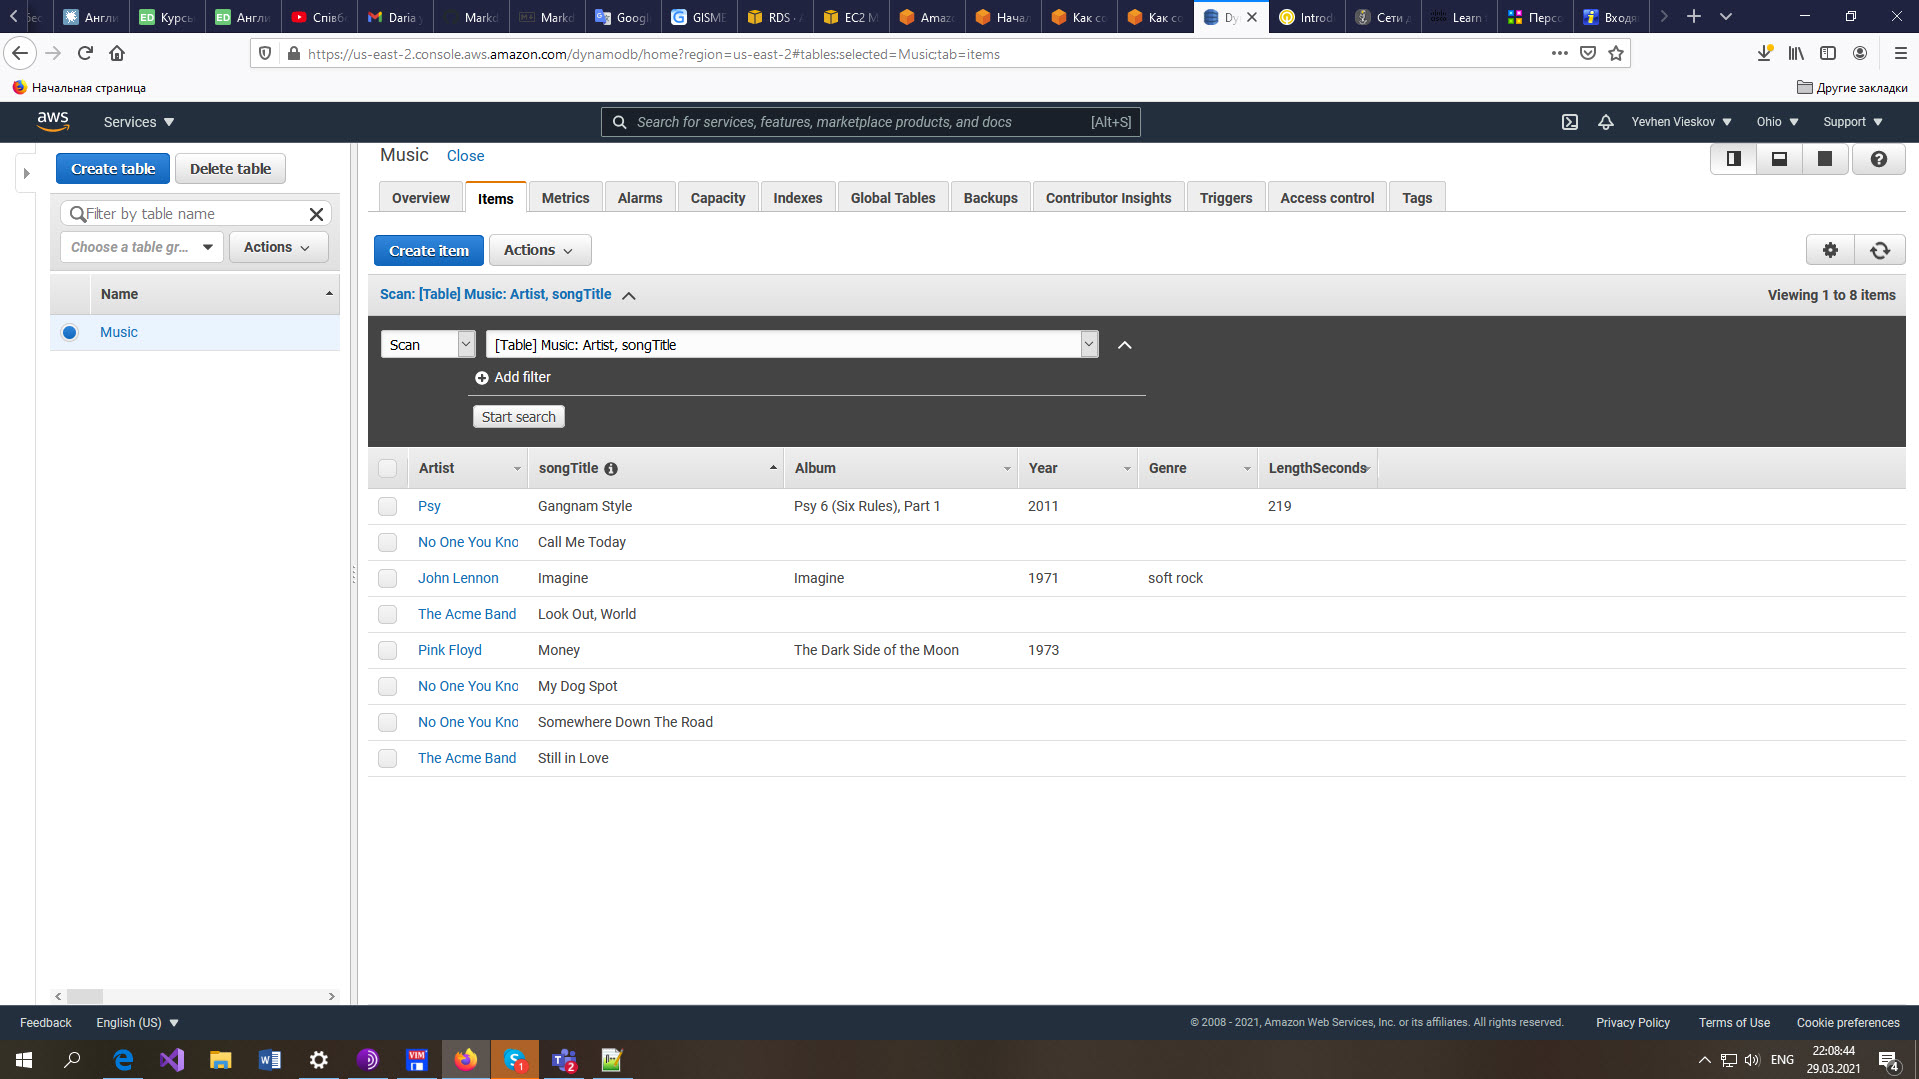 Англи
Курсы
Англи
Співбе
Daria y
Markd
Markd
Google
GISME
RDS · A
EC2 M
Amazo
Начал
Как со
Как со
Dy
Introd
Сети д
Learn
Персо
Входя
https://us-east-2.console.aws.amazon.com/dynamodb/home?region=us-east-2#tables:selected=Music;tab=items
Начальная страница
Другие закладки
aws
Services
Search for services, features, marketplace products, and docs
[Alt+S]
Yevhen Vieskov
Ohio
Support
Create table
Delete table
Filter by table name
Choose a table gr...
Actions
Name
Music
Music
Close
Overview
Items
Metrics
Alarms
Capacity
Indexes
Global Tables
Backups
Contributor Insights
Triggers
Access control
Tags
Create item
Actions
Scan: [Table] Music: Artist, songTitle
Viewing 1 to 8 items
Scan
[Table] Music: Artist, songTitle
Add filter
Start search
Artist songTitle Album Year Genre LengthSeconds
Psy Gangnam Style Psy 6 (Six Rules), Part 1 2011 219
No One You Kno Call Me Today
John Lennon Imagine Imagine 1971 soft rock
The Acme Band Look Out, World
Pink Floyd Money The Dark Side of the Moon 1973
No One You Kno My Dog Spot
No One You Kno Somewhere Down The Road
The Acme Band Still in Love
Feedback
English (US)
© 2008 - 2021, Amazon Web Services, Inc. or its affiliates. All rights reserved.
Privacy Policy
Terms of Use
Cookie preferences
ENG
22:08:44
29.03.2021
4